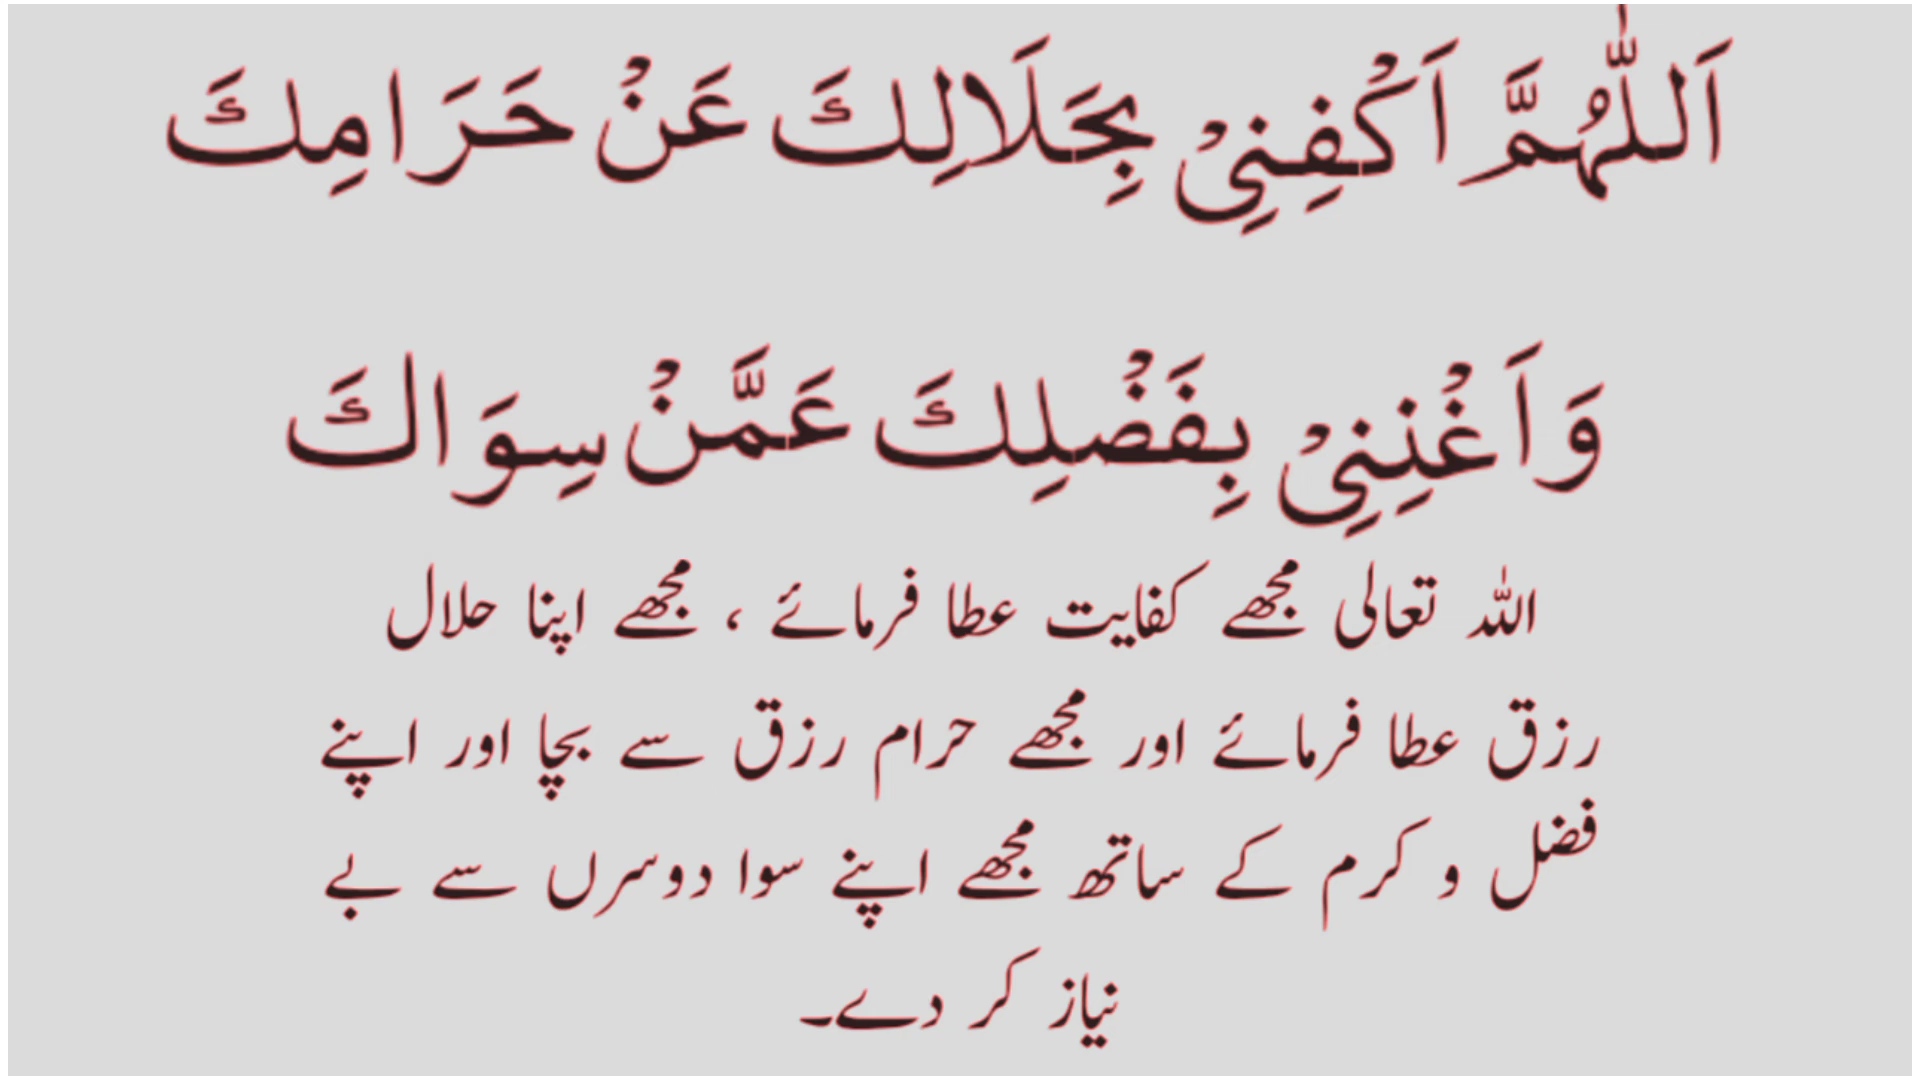 اَللّٰهُمَّ اَكْفِنِیْ بِجَلَالِكَ عَنْ حَرَامِكَ
وَاَغْنِنِیْ بِفَضْلِكَ عَمَّنْ سِوَاكَ
اللہ تعالی مجھے کفایت عطا فرمائے ، مجھے اپنا حلال
رزق عطا فرمائے اور مجھے حرام رزق سے بچا اور اپنے
فضل و کرم کے ساتھ مجھے اپنے سوا دوسرں سے بے
نیاز کر دے۔